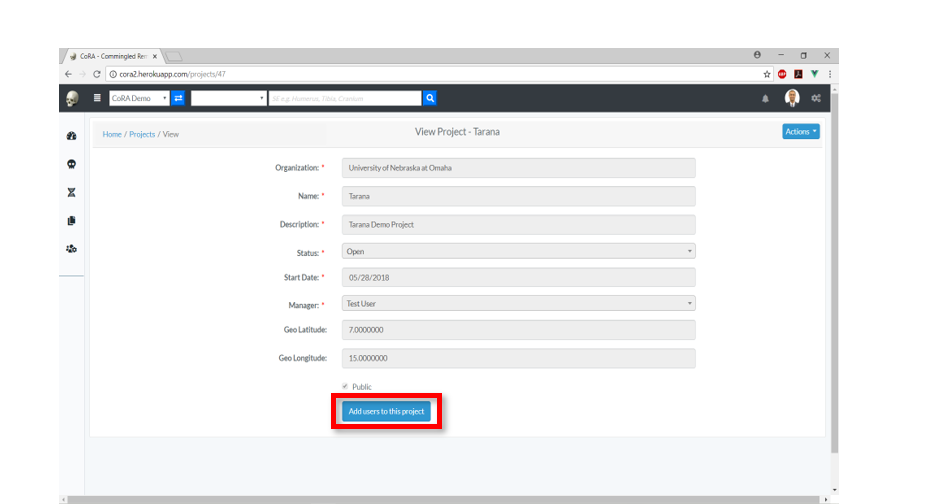 CoRA - Commingled Rem
cora2.herokuapp.com/projects/47
CoRA Demo
SE e.g. Humerus, Tibia, Cranium
Home / Projects / View
View Project - Tarana
Actions
Organization: *
University of Nebraska at Omaha
Name: *
Tarana
Description: *
Tarana Demo Project
Status: *
Open
Start Date: *
05/28/2018
Manager: *
Test User
Geo Latitude:
7.0000000
Geo Longitude:
15.0000000
Public
Add users to this project